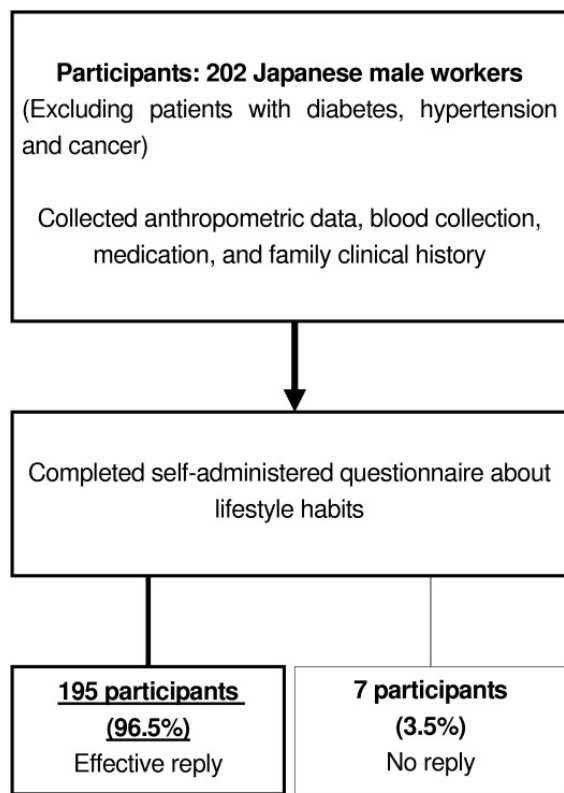 Participants: 202 Japanese male workers
(Excluding patients with diabetes, hypertension
and cancer)
Collected anthropometric data, blood collection,
medication, and family clinical history
Completed self-administered questionnaire about
lifestyle habits
195 participants
(96.5%)
Effective reply
7 participants
(3.5%)
No reply